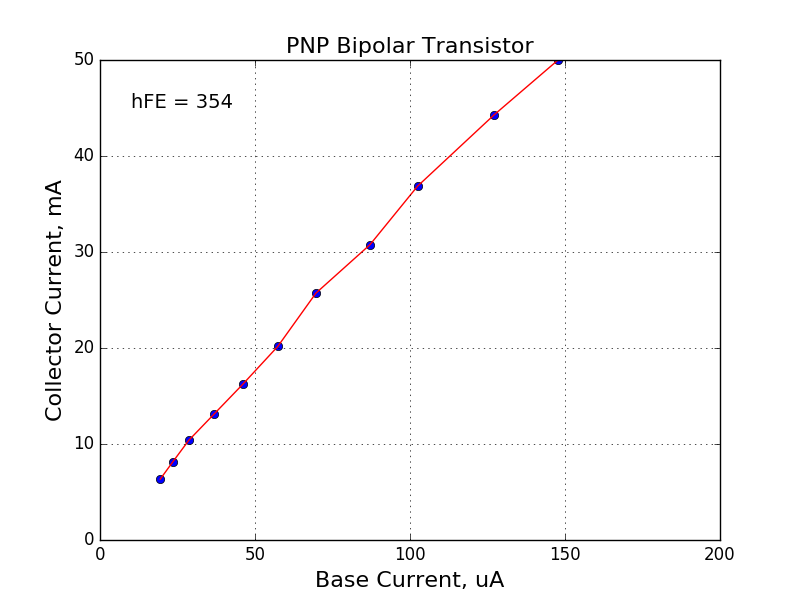 PNP Bipolar Transistor
hFE = 354
50
40
30
20
10
0
Collector Current, mA
0 50 100 150 200
Base Current, uA